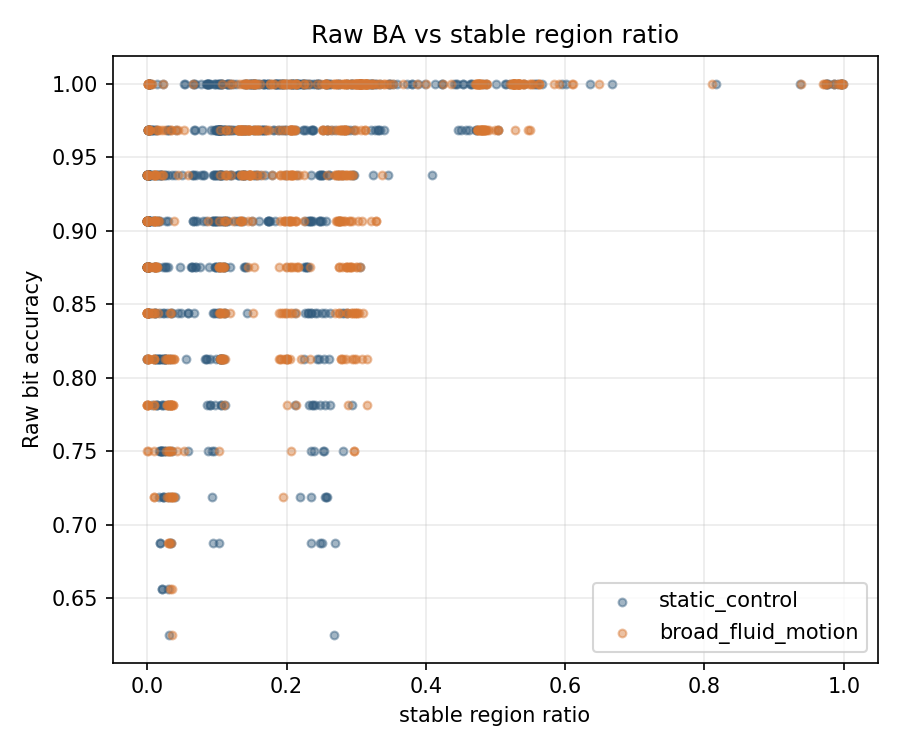 Raw BA vs stable region ratio
Raw bit accuracy
1.00
0.95
0.90
0.85
0.80
0.75
0.70
0.65
static_control
broad_fluid_motion
0.0 0.2 0.4 0.6 0.8 1.0
stable region ratio